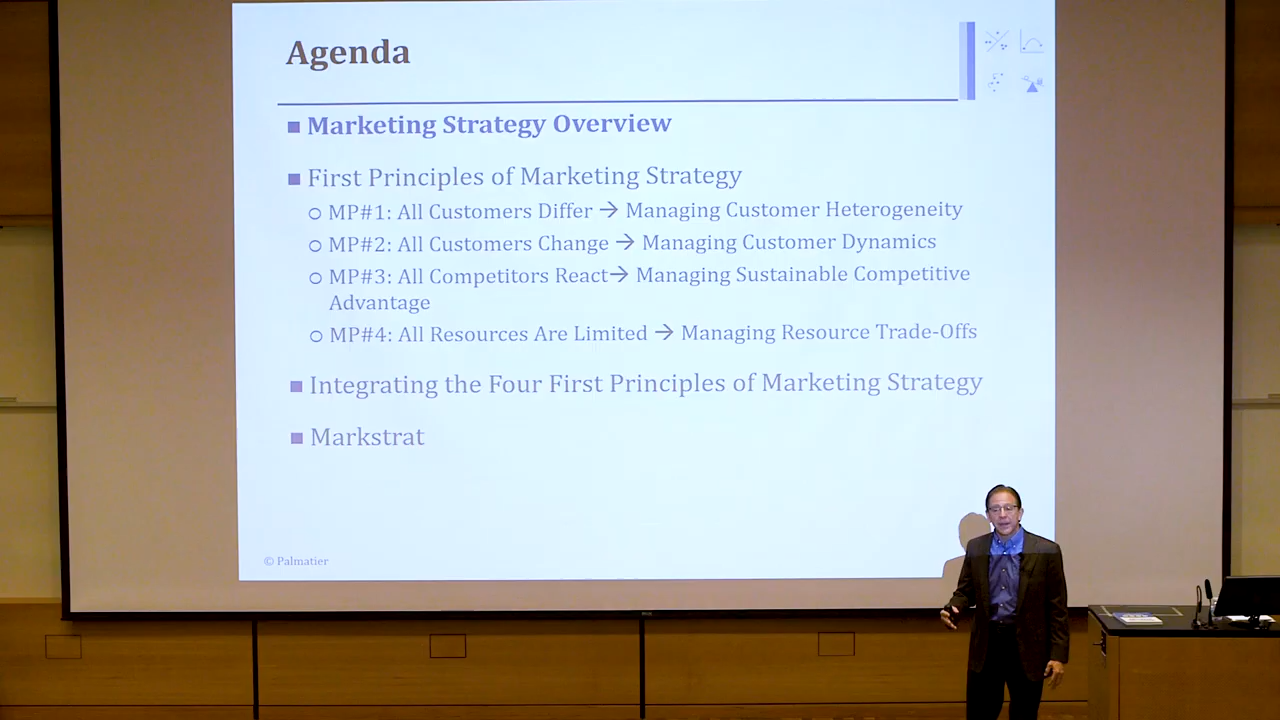 Agenda
Marketing Strategy Overview
First Principles of Marketing Strategy
MP#1: All Customers Differ → Managing Customer Heterogeneity
MP#2: All Customers Change → Managing Customer Dynamics
MP#3: All Competitors React→ Managing Sustainable Competitive
Advantage
MP#4: All Resources Are Limited → Managing Resource Trade-Offs
Integrating the Four First Principles of Marketing Strategy
Markstrat
© Palmatier